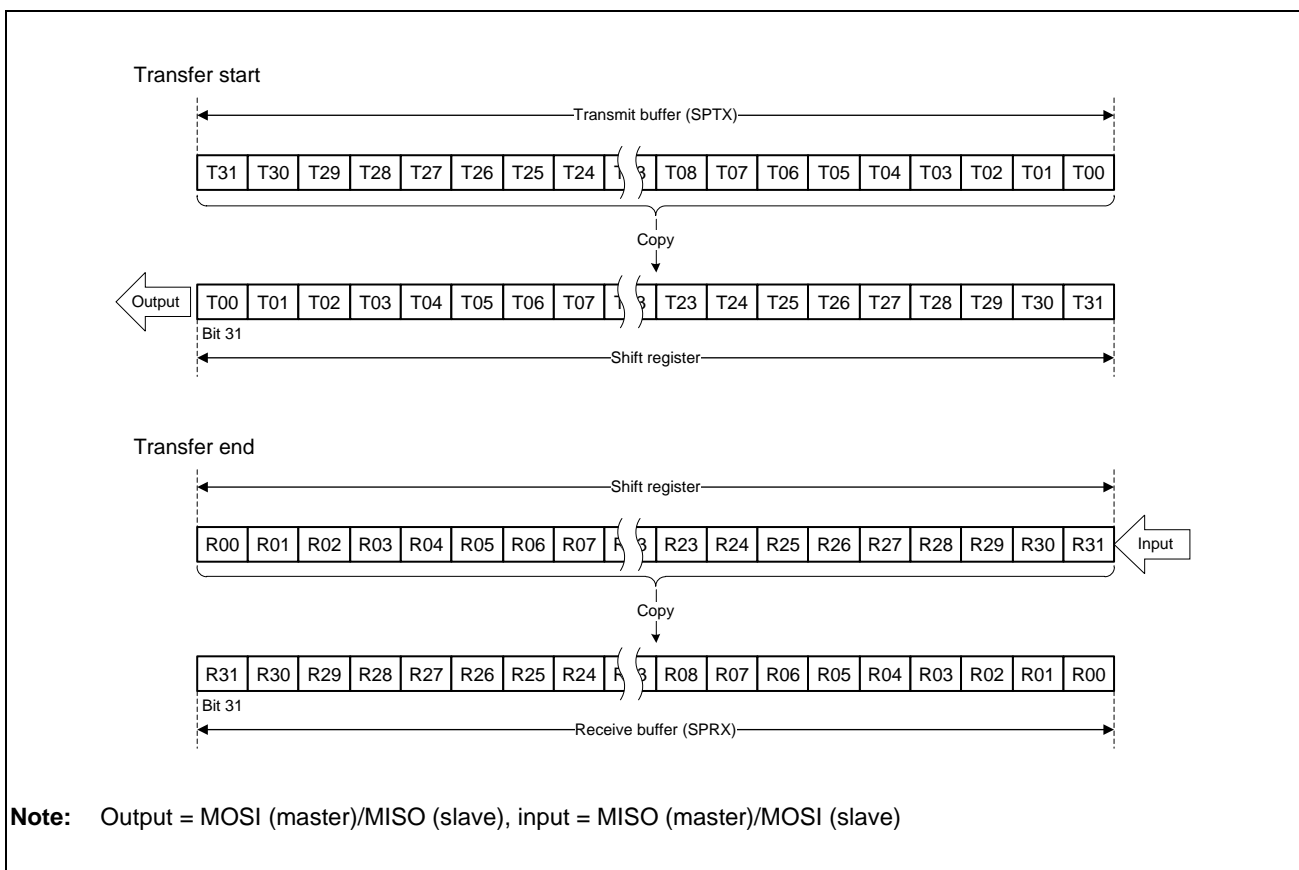 Transfer start
Transmit buffer (SPTX)
T31 T30 T29 T28 T27 T26 T25 T24 T08 T07 T06 T05 T04 T03 T02 T01 T00
Copy
Output T00 T01 T02 T03 T04 T05 T06 T07 T23 T24 T25 T26 T27 T28 T29 T30 T31
Bit 31
Shift register
Transfer end
Shift register
R00 R01 R02 R03 R04 R05 R06 R07 R23 R24 R25 R26 R27 R28 R29 R30 R31 Input
Copy
R31 R30 R29 R28 R27 R26 R25 R24 R08 R07 R06 R05 R04 R03 R02 R01 R00
Bit 31
Receive buffer (SPRX)
Note: Output = MOSI (master)/MISO (slave), input = MISO (master)/MOSI (slave)